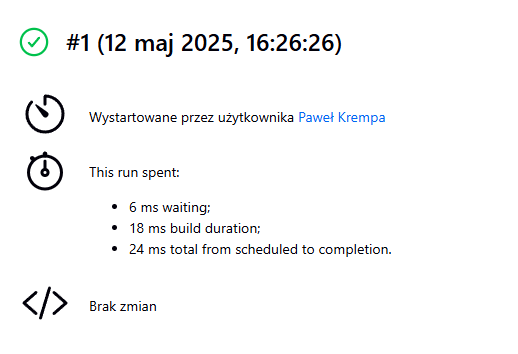 #1 (12 maj 2025, 16:26:26)
Wystartowane przez użytkownika Paweł Krempa
This run spent:
6 ms waiting;
18 ms build duration;
24 ms total from scheduled to completion.
Brak zmian